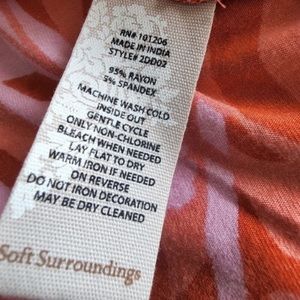 RN# 101206
MADE IN INDIA
STYLE# 2DD02
95% RAYON
5% SPANDEX
MACHINE WASH COLD
INSIDE OUT
GENTLE CYCLE
ONLY NON-CHLORINE
BLEACH WHEN NEEDED
LAY FLAT TO DRY
WARM IRON IF NEEDED
ON REVERSE
DO NOT IRON DECORATION
MAY BE DRY CLEANED
Soft Surroundings